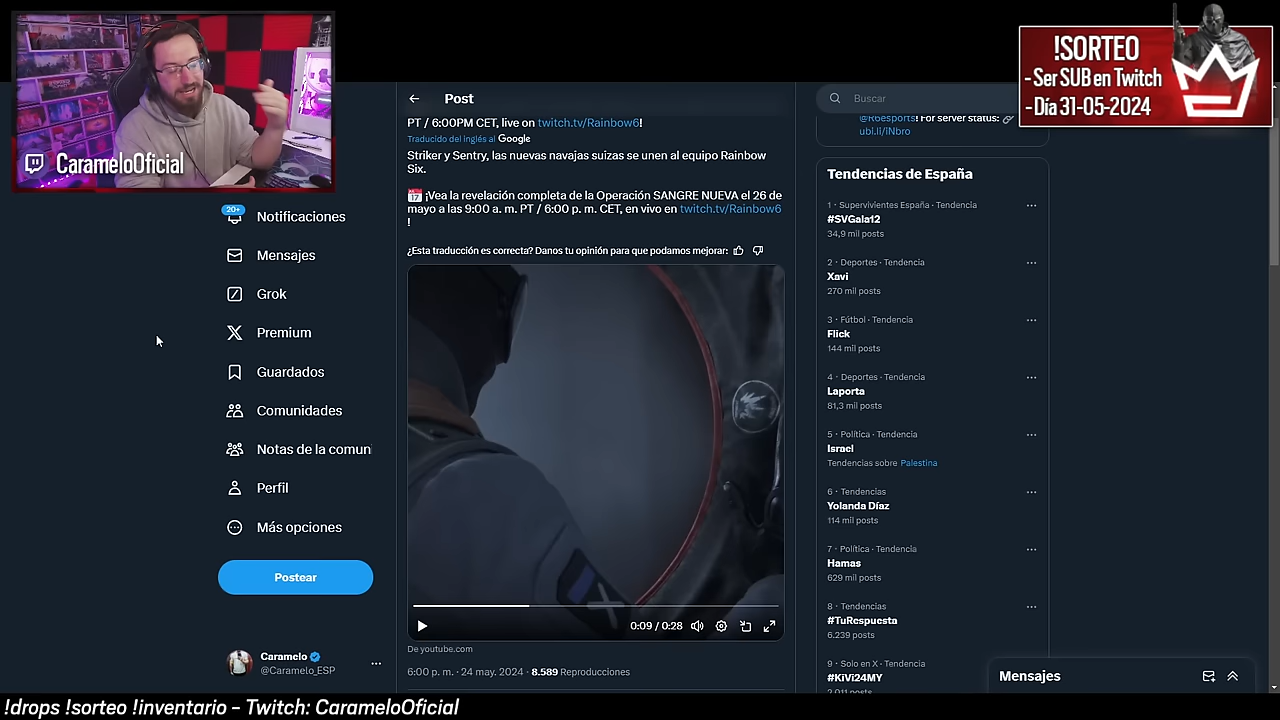 CarameloOficial
!SORTEO
- Ser SUB en Twitch
- Día 31-05-2024
20+
Notificaciones
Mensajes
Grok
Premium
Guardados
Comunidades
Notas de la comuni
Perfil
Más opciones
Postear
Caramelo
@Caramelo_ESP
Post
PT / 6:00PM CET, live on twitch.tv/Rainbow6!
Traducido del inglés al Google
Striker y Sentry, las nuevas navajas suizas se unen al equipo Rainbow
Six.
17 ¡Vea la revelación completa de la Operación SANGRE NUEVA el 26 de
mayo a las 9:00 a. m. PT / 6:00 p. m. CET, en vivo en twitch.tv/Rainbow6
!
¿Esta traducción es correcta? Danos tu opinión para que podamos mejorar:
0:09 / 0:28
De youtube.com
6:00 p. m. · 24 may. 2024 · 8.589 Reproducciones
Buscar
@R6esports! For server status:
ubl.li/lNbro
Tendencias de España
1 · Supervivientes España · Tendencia
#SVGala12
34,9 mil posts
2 · Deportes · Tendencia
Xavi
270 mil posts
3 · Fútbol · Tendencia
Flick
144 mil posts
4 · Deportes · Tendencia
Laporta
81,3 mil posts
5 · Política · Tendencia
Israel
Tendencias sobre Palestina
6 · Tendencias
Yolanda Díaz
114 mil posts
7 · Política · Tendencia
Hamas
629 mil posts
8 · Tendencias
#TuRespuesta
6.239 posts
9 · Solo en X · Tendencia
#KiVi24MY
2.011 posts
Mensajes
!drops !sorteo !inventario - Twitch: CarameloOficial